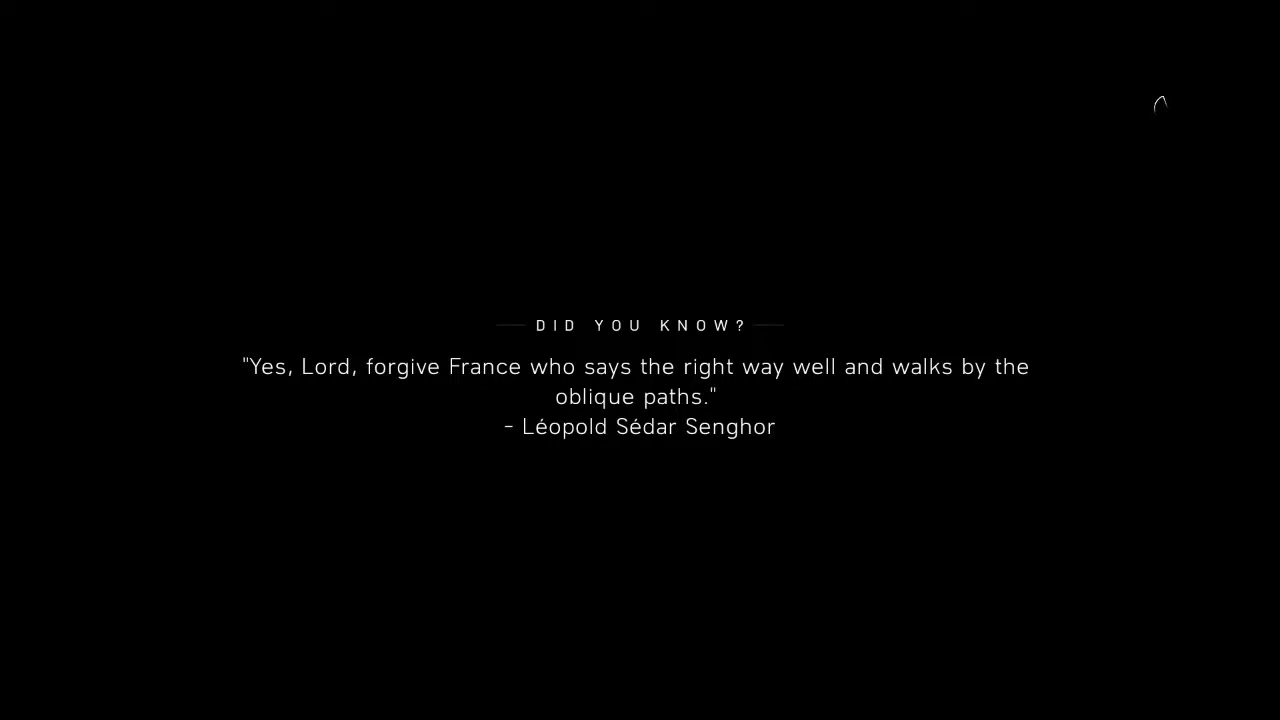 DID YOU KNOW?
"Yes, Lord, forgive France who says the right way well and walks by the
oblique paths."
- Léopold Sédar Senghor